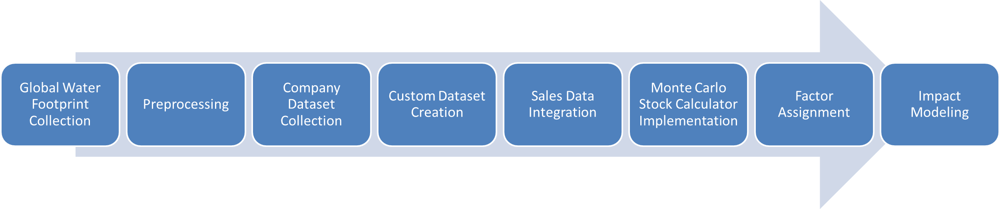 Global Water
Footprint
Collection
Preprocessing
Company
Dataset
Collection
Custom Dataset
Creation
Sales Data
Integration
Monte Carlo
Stock Calculator
Implementation
Factor
Assignment
Impact
Modeling